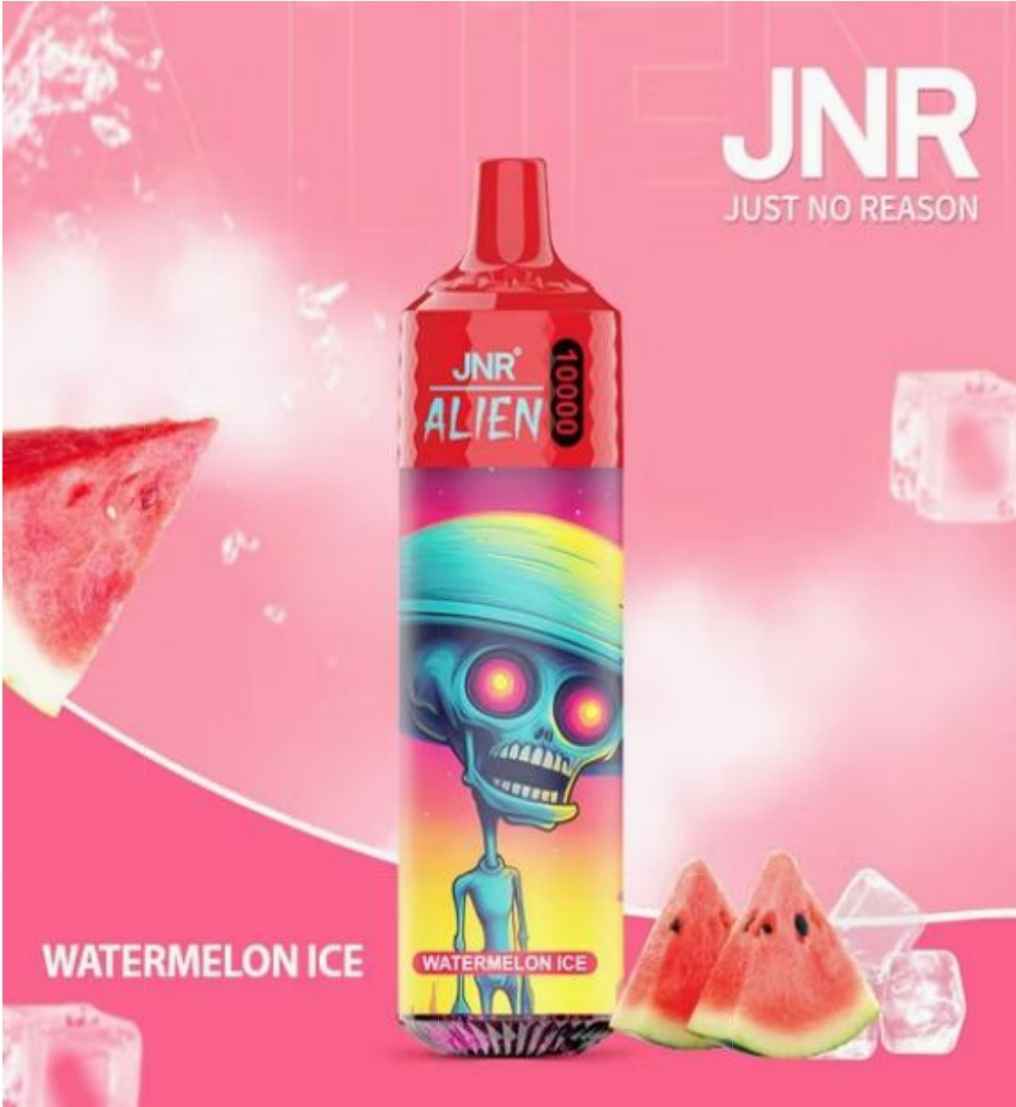 JNR
JUST NO REASON
JNR®
ALIEN
10000
WATERMELON ICE
WATERMELON ICE